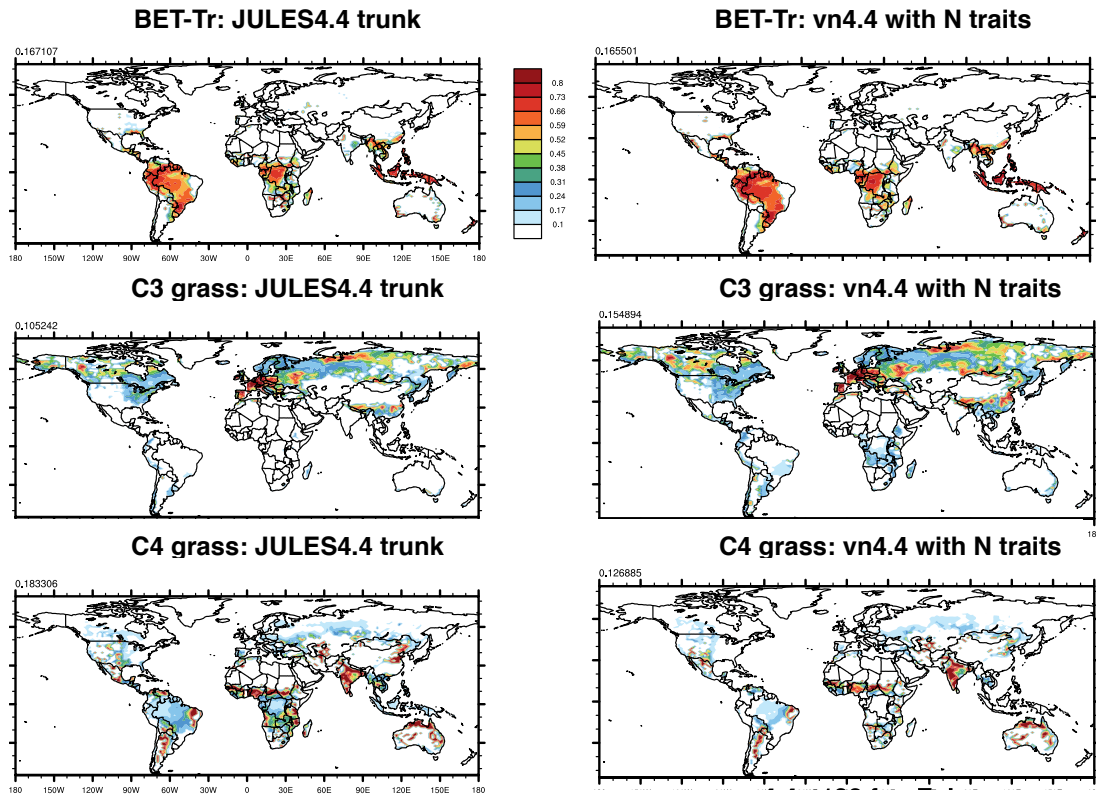 BET-Tr: JULES4.4 trunk
BET-Tr: vn4.4 with N traits
0.167107
0.165501
0.8
0.73
0.66
0.59
0.52
0.45
0.38
0.31
0.24
0.17
0.1
180 150W 120W 90W 60W 30W 0 30E 60E 90E 120E 150E 180
C3 grass: JULES4.4 trunk
C3 grass: vn4.4 with N traits
0.105242
0.154894
18
C4 grass: JULES4.4 trunk
C4 grass: vn4.4 with N traits
0.183306
0.126885
180 150W 120W 90W 60W 30W 0 30E 60E 90E 120E 150E 180